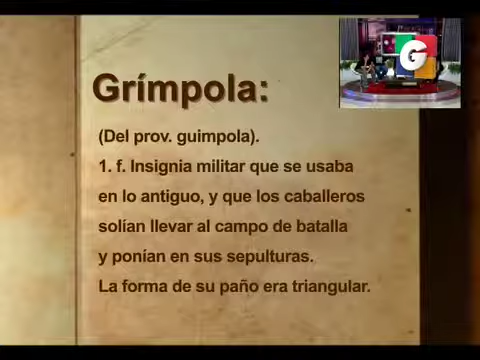 Grímpola:
(Del prov. guimpola).
1. f. Insignia militar que se usaba
en lo antiguo, y que los caballeros
solían llevar al campo de batalla
y ponían en sus sepulturas.
La forma de su paño era triangular.
G